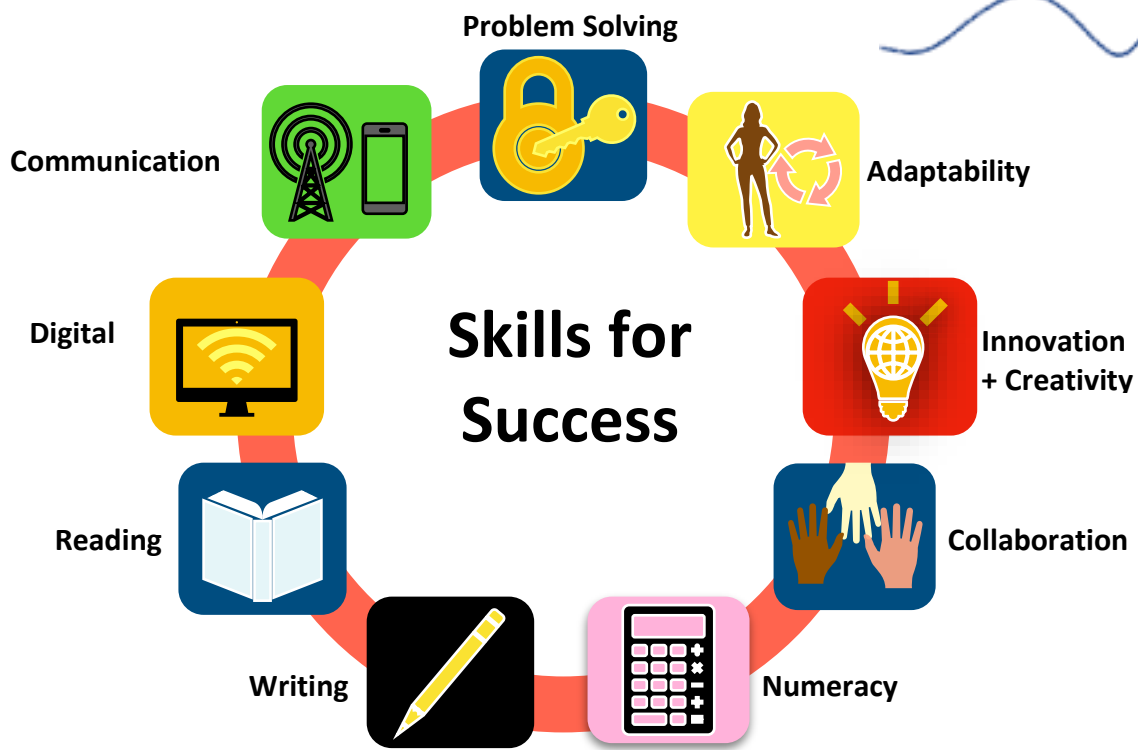 Problem Solving
Communication
Adaptability
Digital
Skills for
Success
Innovation
+ Creativity
Reading
Collaboration
Writing
Numeracy